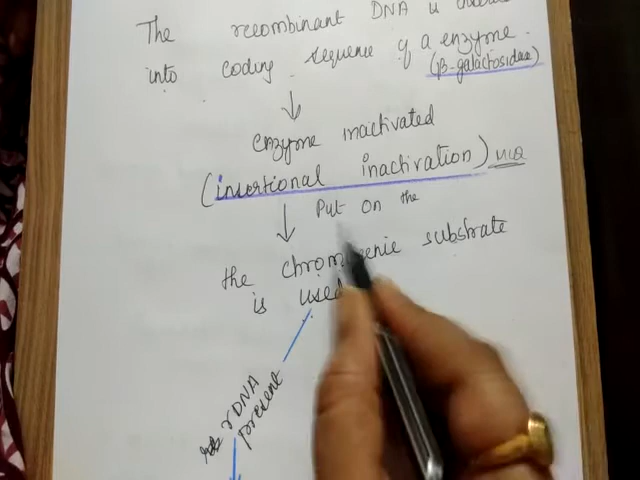 The recombinant DNA is
into coding sequence of a enzyme
(β-galactosidase)
enzyme inactivated
(insertional inactivation) MCQ
Put on the
the chromogenic substrate
is used
rDNA
present